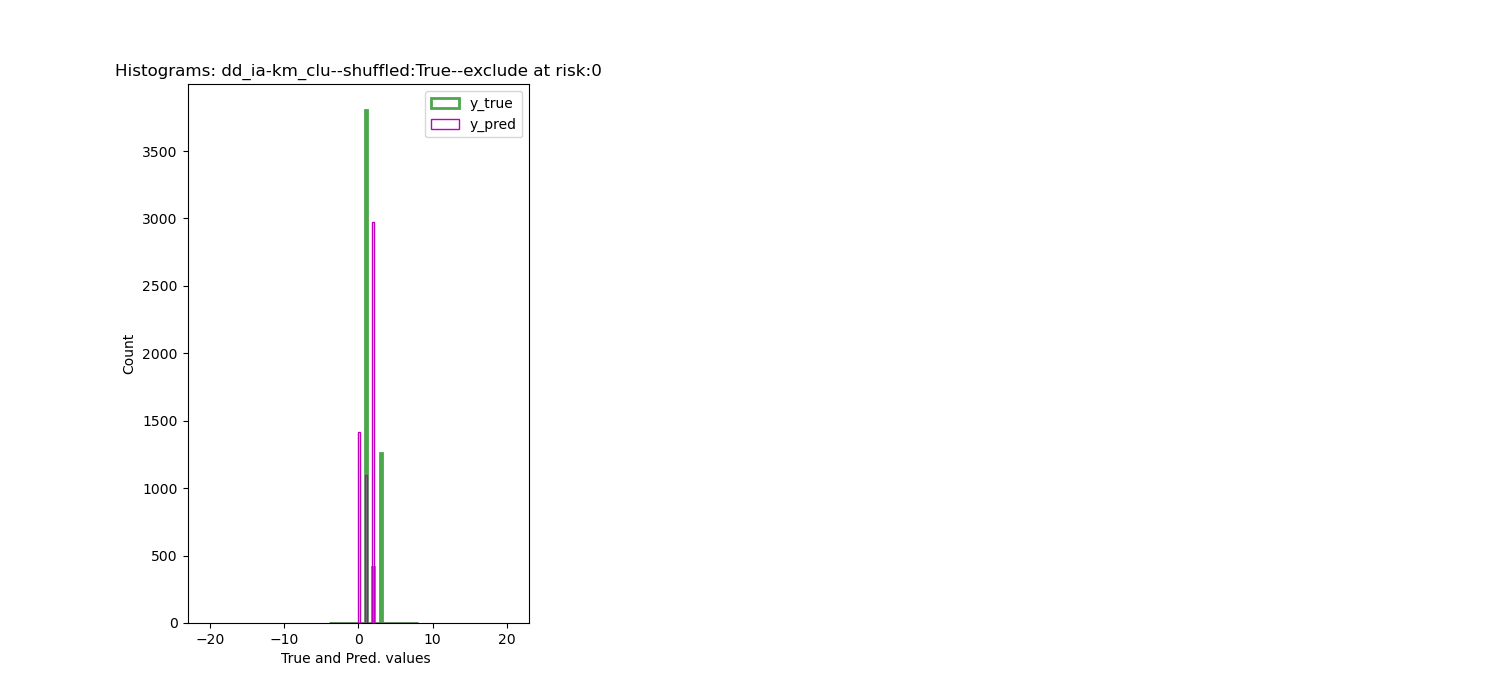 Histograms: dd_ia-km_clu--shuffled:True--exclude at risk:0
y_true
y_pred
3500
3000
2500
2000
1500
1000
500
0
Count
−20
−10
0
10
20
True and Pred. values